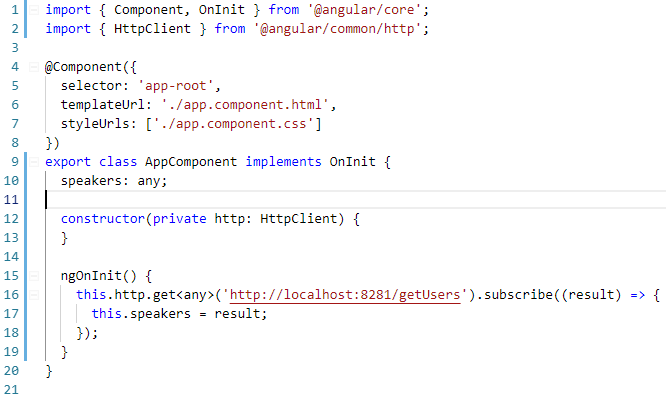 1 import { Component, OnInit } from '@angular/core';
2 import { HttpClient } from '@angular/common/http';
3
4 @Component({
5   selector: 'app-root',
6   templateUrl: './app.component.html',
7   styleUrls: ['./app.component.css']
8 })
9 export class AppComponent implements OnInit {
10   speakers: any;
11
12   constructor(private http: HttpClient) {
13   }
14
15   ngOnInit() {
16     this.http.get<any>('http://localhost:8281/getUsers').subscribe((result) => {
17       this.speakers = result;
18     });
19   }
20 }
21